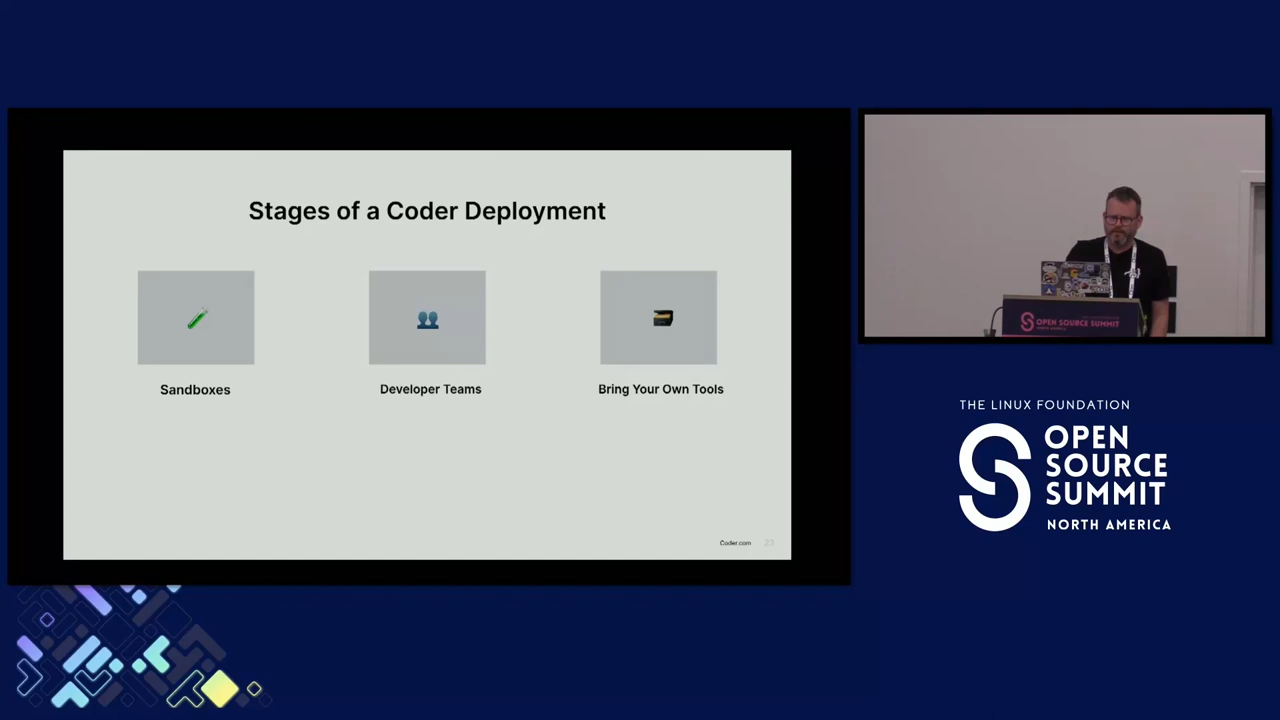 Stages of a Coder Deployment
Sandboxes
Developer Teams
Bring Your Own Tools
Coder.com 23
OPEN SOURCE SUMMIT
THE LINUX FOUNDATION
OPEN
SOURCE
SUMMIT
NORTH AMERICA